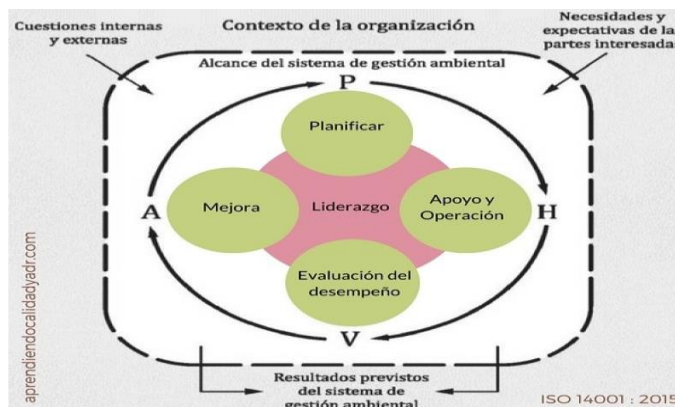 Cuestiones internas
y externas
Contexto de la organización
Necesidades y
expectativas de la
partes interesada
Alcance del sistema de gestión ambiental
P
Planificar
A
Mejora
Liderazgo
Apoyo y
Operación
H
Evaluación del
desempeño
V
Resultados previstos
del sistema de
gestión ambiental
aprendiendocalidadyadr.com
ISO 14001 : 2015